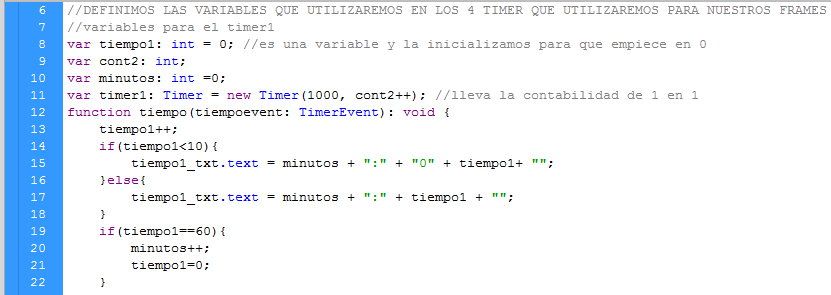 6 //DEFINIMOS LAS VARIABLES QUE UTILIZAREMOS EN LOS 4 TIMER QUE UTILIZAREMOS PARA NUESTROS FRAMES
7 //variables para el timer1
8 var tiempo1: int = 0; //es una variable y la inicializamos para que empiece en 0
9 var cont2: int;
10 var minutos: int =0;
11 var timer1: Timer = new Timer(1000, cont2++); //lleva la contabilidad de 1 en 1
12 function tiempo(tiempoevent: TimerEvent): void {
13 tiempo1++;
14 if(tiempo1<10){
15 tiempo1_txt.text = minutos + ":" + "0" + tiempo1+ "";
16 }else{
17 tiempo1_txt.text = minutos + ":" + tiempo1 + "";
18 }
19 if(tiempo1==60){
20 minutos++;
21 tiempo1=0;
22 }